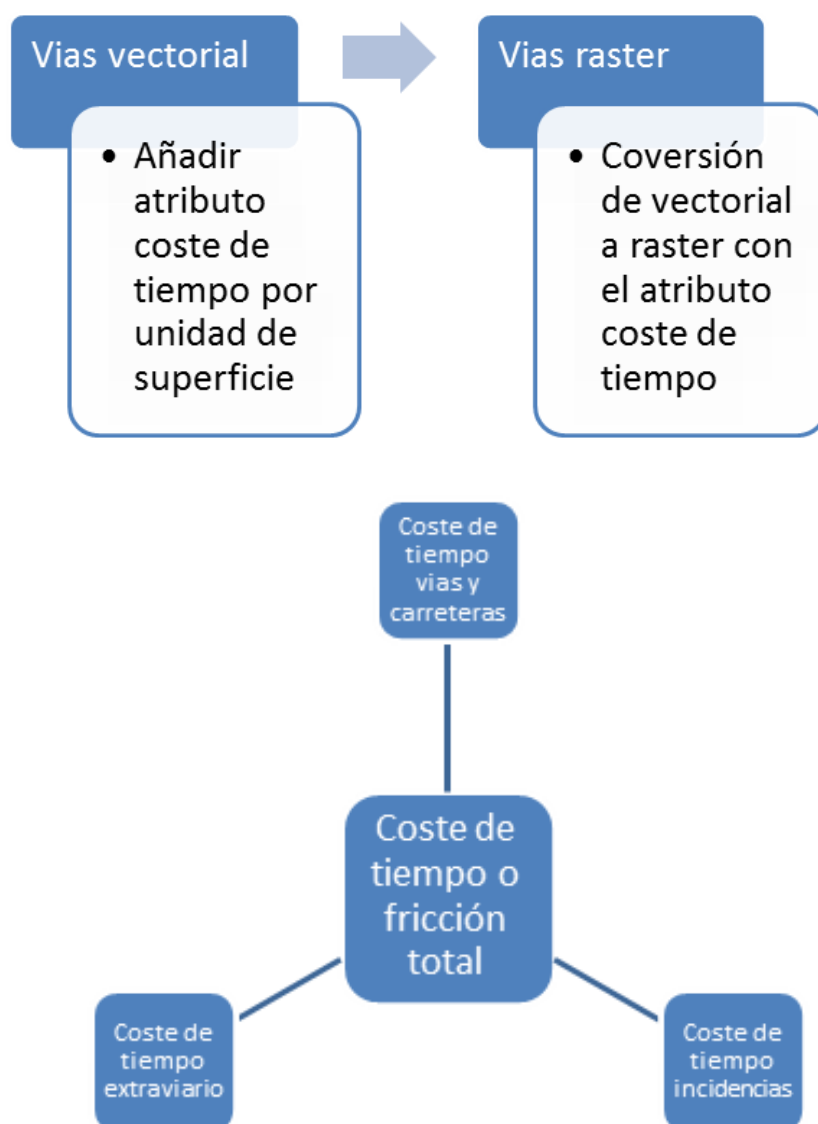 Vias vectorial
Vias raster
• Añadir
atributo
coste de
tiempo por
unidad de
superficie
• Coversión
de vectorial
a raster con
el atributo
coste de
tiempo
Coste de
tiempo
vias y
carreteras
Coste de
tiempo o
fricción
total
Coste de
tiempo
extraviario
Coste de
tiempo
incidencias